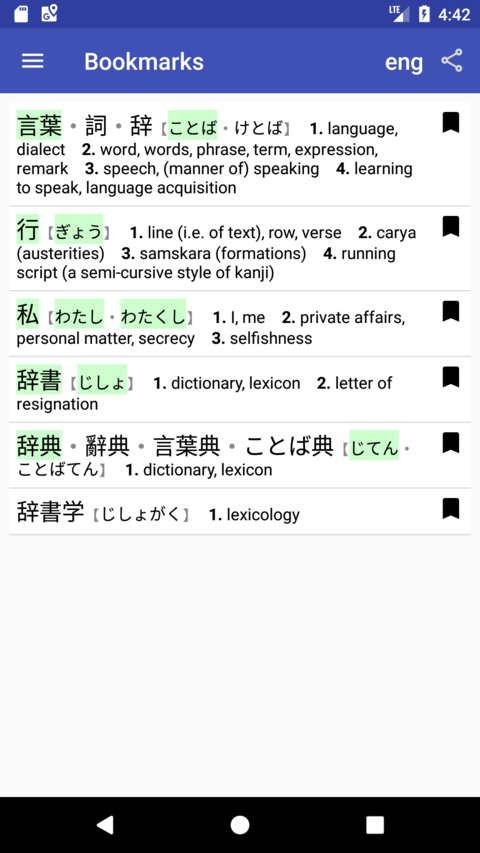 LTE 4:42
Bookmarks eng
言葉・詞・辞【ことば・けとば】 1. language,
dialect 2. word, words, phrase, term, expression,
remark 3. speech, (manner of) speaking 4. learning
to speak, language acquisition
行【ぎょう】 1. line (i.e. of text), row, verse 2. carya
(austerities) 3. samskara (formations) 4. running
script (a semi-cursive style of kanji)
私【わたし・わたくし】 1. I, me 2. private affairs,
personal matter, secrecy 3. selfishness
辞書【じしょ】 1. dictionary, lexicon 2. letter of
resignation
辞典・辭典・言葉典・ことば典【じてん・
ことばてん】 1. dictionary, lexicon
辞書学【じしょがく】 1. lexicology